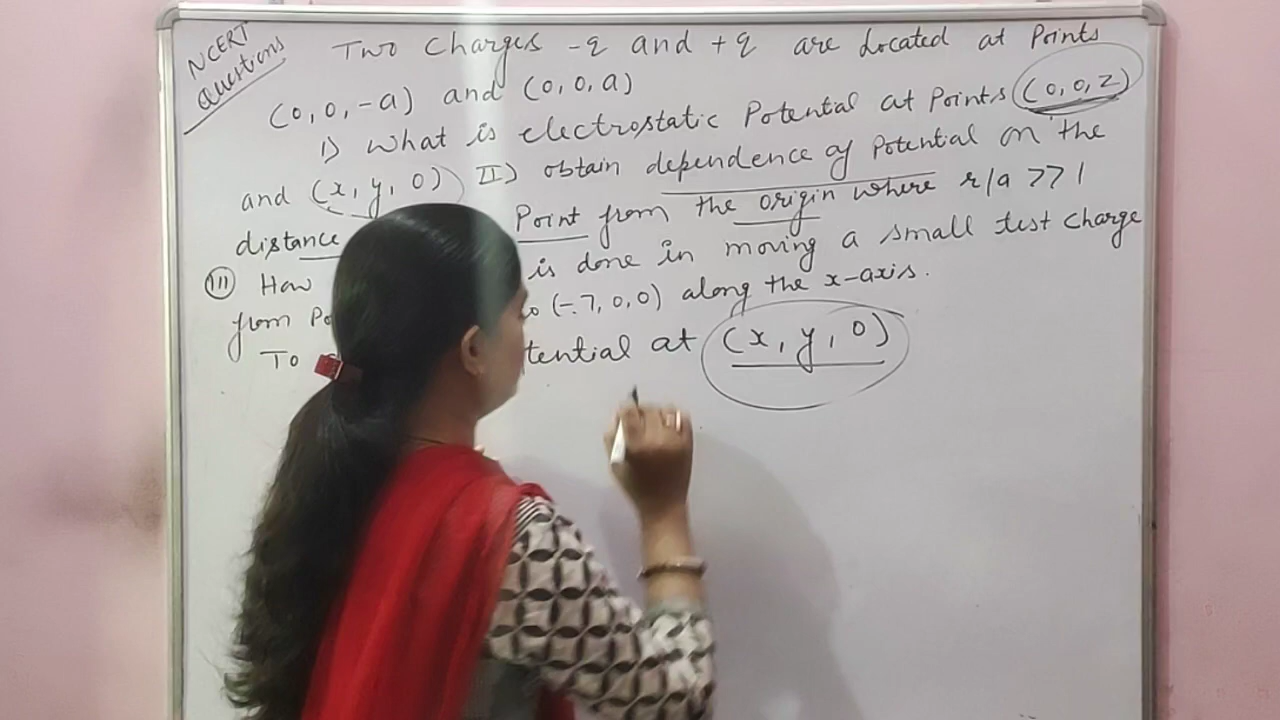 NCERT
Questions
Two Charges -q and +q are Located at Points
(0, 0, -a) and (0, 0, a)
I) What is electrostatic Potential at Points (0, 0, Z)
and (x, y, 0) II) obtain dependence of Potential on the
distance Point from the origin where r/a >> 1
III) How is done in moving a small test charge
from to (-7, 0, 0) along the x-axis.
To tential at (x, y, 0)